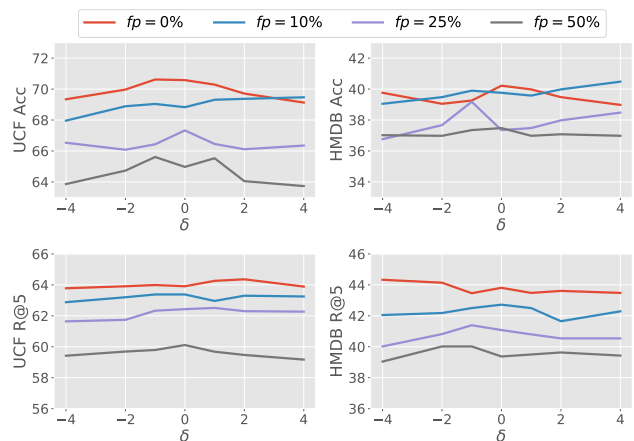 fp = 0% fp = 10% fp = 25% fp = 50%
UCF Acc
72
70
68
66
64
−4 −2 0 2 4
δ
HMDB Acc
42
40
38
36
34
−4 −2 0 2 4
δ
UCF R@5
66
64
62
60
58
56
−4 −2 0 2 4
δ
HMDB R@5
46
44
42
40
38
36
−4 −2 0 2 4
δ